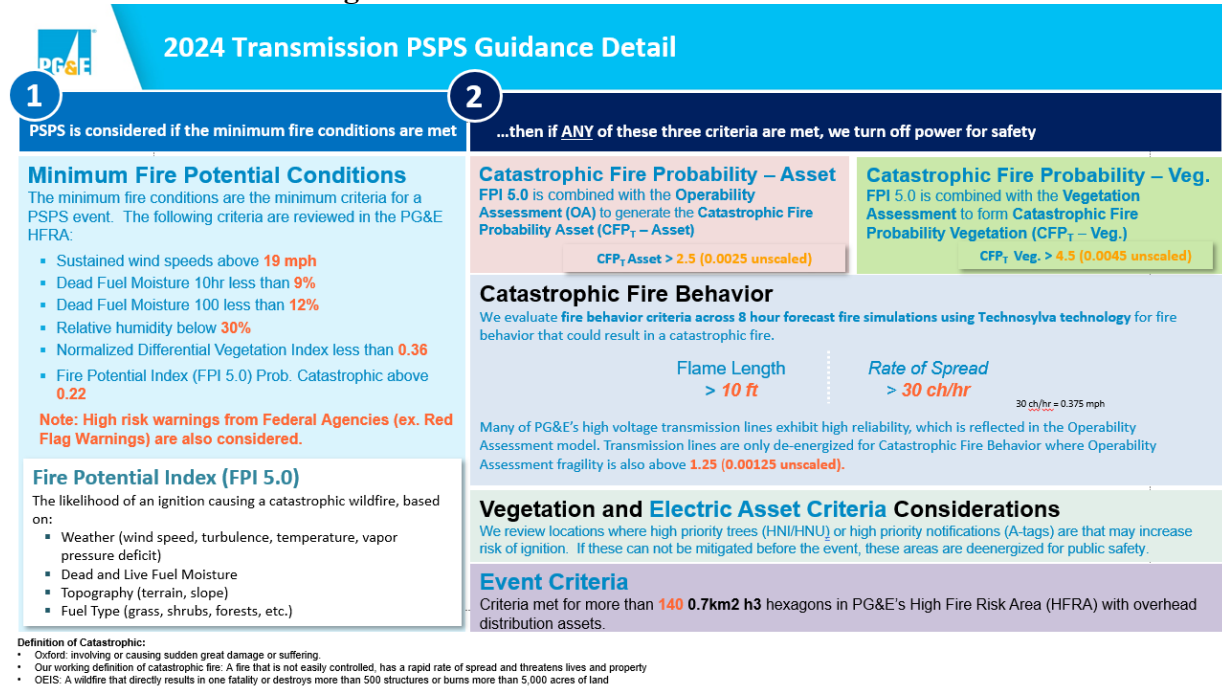 PG&E
2024 Transmission PSPS Guidance Detail
1
PSPS is considered if the minimum fire conditions are met
Minimum Fire Potential Conditions
The minimum fire conditions are the minimum criteria for a
PSPS event. The following criteria are reviewed in the PG&E
HFRA:
▪ Sustained wind speeds above 19 mph
▪ Dead Fuel Moisture 10hr less than 9%
▪ Dead Fuel Moisture 100 less than 12%
▪ Relative humidity below 30%
▪ Normalized Differential Vegetation Index less than 0.36
▪ Fire Potential Index (FPI 5.0) Prob. Catastrophic above
0.22
Note: High risk warnings from Federal Agencies (ex. Red
Flag Warnings) are also considered.
Fire Potential Index (FPI 5.0)
The likelihood of an ignition causing a catastrophic wildfire, based
on:
▪ Weather (wind speed, turbulence, temperature, vapor
pressure deficit)
▪ Dead and Live Fuel Moisture
▪ Topography (terrain, slope)
▪ Fuel Type (grass, shrubs, forests, etc.)
2
...then if ANY of these three criteria are met, we turn off power for safety
Catastrophic Fire Probability – Asset
FPI 5.0 is combined with the Operability
Assessment (OA) to generate the Catastrophic Fire
Probability Asset (CFPT – Asset)
CFPT Asset > 2.5 (0.0025 unscaled)
Catastrophic Fire Probability – Veg.
FPI 5.0 is combined with the Vegetation
Assessment to form Catastrophic Fire
Probability Vegetation (CFPT – Veg.)
CFPT Veg. > 4.5 (0.0045 unscaled)
Catastrophic Fire Behavior
We evaluate fire behavior criteria across 8 hour forecast fire simulations using Technosylva technology for fire
behavior that could result in a catastrophic fire.
Flame Length
> 10 ft
Rate of Spread
> 30 ch/hr
30 ch/hr = 0.375 mph
Many of PG&E's high voltage transmission lines exhibit high reliability, which is reflected in the Operability
Assessment model. Transmission lines are only de-energized for Catastrophic Fire Behavior where Operability
Assessment fragility is also above 1.25 (0.00125 unscaled).
Vegetation and Electric Asset Criteria Considerations
We review locations where high priority trees (HNI/HNU) or high priority notifications (A-tags) are that may increase
risk of ignition. If these can not be mitigated before the event, these areas are deenergized for public safety.
Event Criteria
Criteria met for more than 140 0.7km2 h3 hexagons in PG&E's High Fire Risk Area (HFRA) with overhead
distribution assets.
Definition of Catastrophic:
• Oxford: involving or causing sudden great damage or suffering.
• Our working definition of catastrophic fire: A fire that is not easily controlled, has a rapid rate of spread and threatens lives and property
• OEIS: A wildfire that directly results in one fatality or destroys more than 500 structures or burns more than 5,000 acres of land